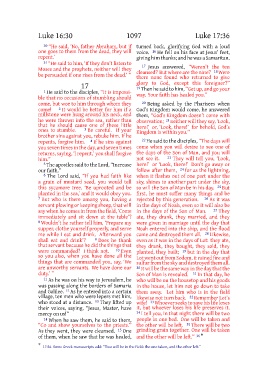 Luke 16:30 1097 Luke 17:36
30 "He said, 'No, father Abraham, but if
one goes to them from the dead, they will
repent.'
31 "He said to him, 'If they don't listen to
Moses and the prophets, neither will they
be persuaded if one rises from the dead.'"
17
1 He said to the disciples, "It is impossi-
ble that no occasions of stumbling should
come, but woe to him through whom they
come! 2 It would be better for him if a
millstone were hung around his neck, and
he were thrown into the sea, rather than
that he should cause one of these little
ones to stumble. 3 Be careful. If your
brother sins against you, rebuke him. If he
repents, forgive him. 4 If he sins against
you seven times in the day, and seven times
returns, saying, 'I repent,' you shall forgive
him."
5 The apostles said to the Lord, "Increase
our faith."
6 The Lord said, "If you had faith like
a grain of mustard seed, you would tell
this sycamore tree, 'Be uprooted and be
planted in the sea,' and it would obey you.
7 But who is there among you, having a
servant plowing or keeping sheep, that will
say when he comes in from the field, 'Come
immediately and sit down at the table'?
8 Wouldn't he rather tell him, 'Prepare my
supper, clothe yourself properly, and serve
me while I eat and drink. Afterward you
shall eat and drink'? 9 Does he thank
that servant because he did the things that
were commanded? I think not. 10 Even
so you also, when you have done all the
things that are commanded you, say, 'We
are unworthy servants. We have done our
duty.'"
11 As he was on his way to Jerusalem, he
was passing along the borders of Samaria
and Galilee. 12 As he entered into a certain
village, ten men who were lepers met him,
who stood at a distance. 13 They lifted up
their voices, saying, "Jesus, Master, have
mercy on us!"
14 When he saw them, he said to them,
"Go and show yourselves to the priests."
As they went, they were cleansed. 15 One
of them, when he saw that he was healed,
turned back, glorifying God with a loud
voice. 16 He fell on his face at Jesus' feet,
giving him thanks; and he was a Samaritan.
17 Jesus answered, "Weren't the ten
cleansed? But where are the nine? 18 Were
there none found who returned to give
glory to God, except this foreigner?"
19 Then he said to him, "Get up, and go your
way. Your faith has healed you."
20 Being asked by the Pharisees when
God's Kingdom would come, he answered
them, "God's Kingdom doesn't come with
observation; 21 neither will they say, 'Look,
here!' or, 'Look, there!' for behold, God's
Kingdom is within you."
22 He said to the disciples, "The days will
come when you will desire to see one of
the days of the Son of Man, and you will
not see it. 23 They will tell you, 'Look,
here!' or 'Look, there!' Don't go away or
follow after them, 24 for as the lightning,
when it flashes out of one part under the
sky, shines to another part under the sky,
so will the Son of Man be in his day. 25 But
first, he must suffer many things and be
rejected by this generation. 26 As it was
in the days of Noah, even so it will also be
in the days of the Son of Man. 27 They
ate, they drank, they married, and they
were given in marriage until the day that
Noah entered into the ship, and the flood
came and destroyed them all. 28 Likewise,
even as it was in the days of Lot: they ate,
they drank, they bought, they sold, they
planted, they built; 29 but in the day that
Lot went out from Sodom, it rained fire and
sulfur from the sky and destroyed them all.
30 It will be the same way in the day that the
Son of Man is revealed. 31 In that day, he
who will be on the housetop and his goods
in the house, let him not go down to take
them away. Let him who is in the field
likewise not turn back. 32 Remember Lot's
wife! 33 Whoever seeks to save his life loses
it, but whoever loses his life preserves it.
34 I tell you, in that night there will be two
people in one bed. One will be taken and
the other will be left. 35 There will be two
grinding grain together. One will be taken
and the other will be left."